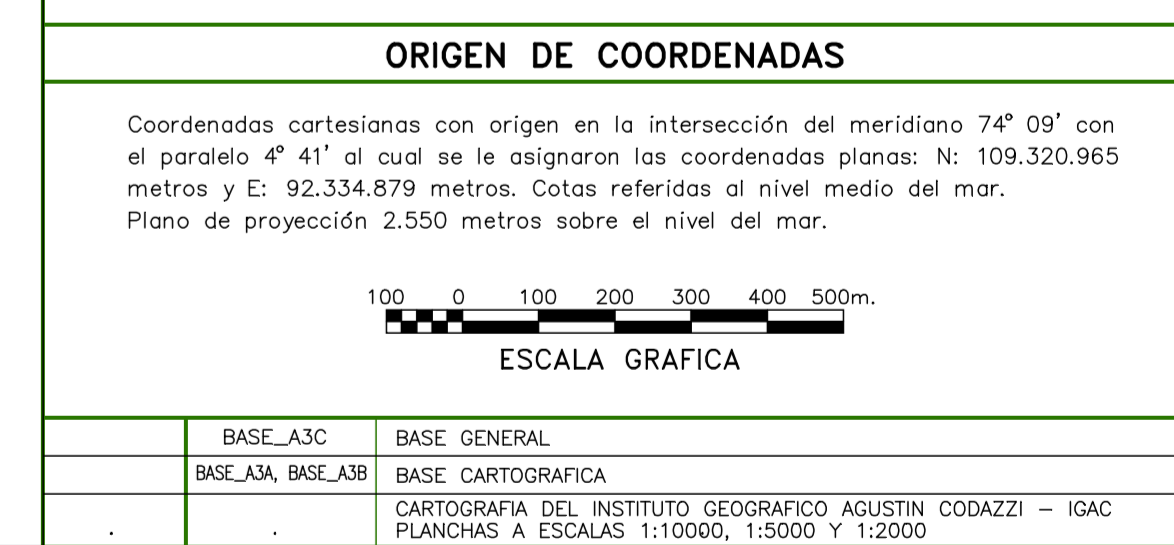 ORIGEN DE COORDENADAS
Coordenadas cartesianas con origen en la intersección del meridiano 74° 09' con
el paralelo 4° 41' al cual se le asignaron las coordenadas planas: N: 109.320.965
metros y E: 92.334.879 metros. Cotas referidas al nivel medio del mar.
Plano de proyección 2.550 metros sobre el nivel del mar.
100 0 100 200 300 400 500m.
ESCALA GRAFICA
BASE_A3C BASE GENERAL
BASE_A3A, BASE_A3B BASE CARTOGRAFICA
. . CARTOGRAFIA DEL INSTITUTO GEOGRAFICO AGUSTIN CODAZZI – IGAC
PLANCHAS A ESCALAS 1:10000, 1:5000 Y 1:2000